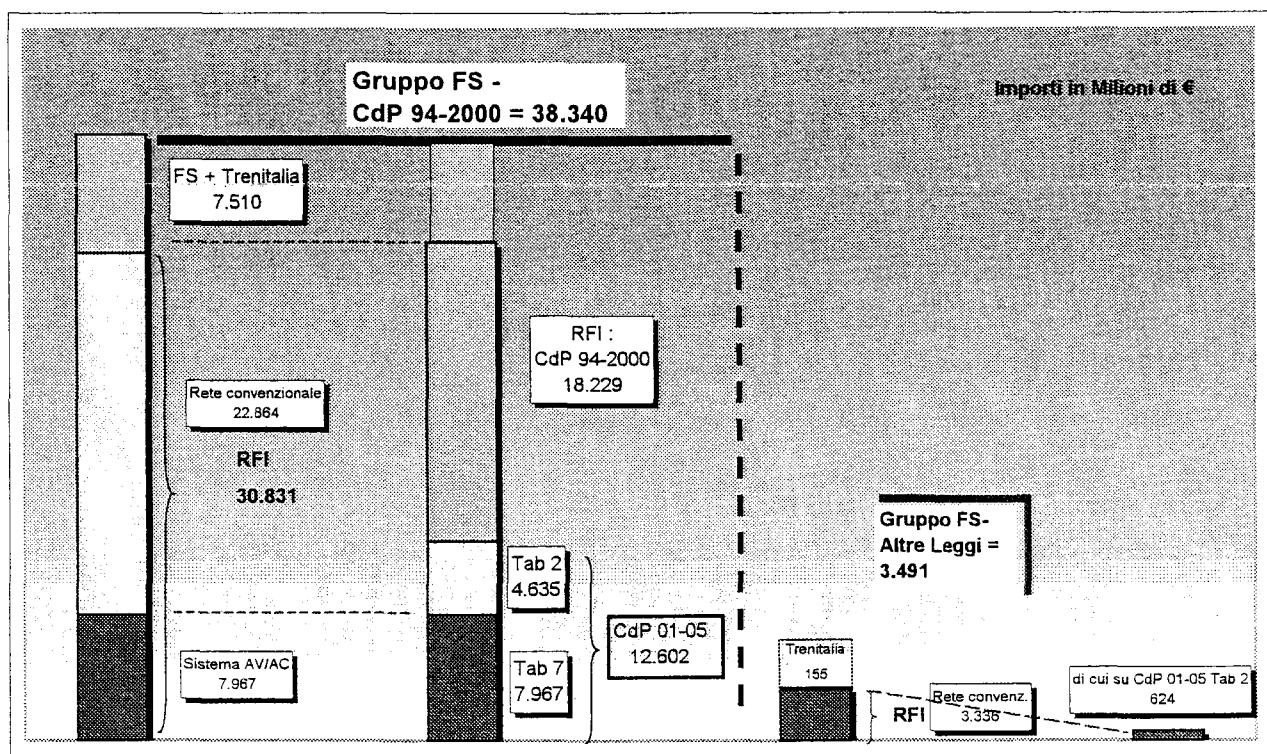 Gruppo FS -
CdP 94-2000 = 38.340
Importi in Milioni di €
FS + Trenitalia
7.510
RFI :
CdP 94-2000
18.229
Rete convenzionale
22.864
RFI
30.831
Gruppo FS-
Altre Leggi =
3.491
Tab 2
4.635
CdP 01-05
12.602
Sistema AV/AC
7.967
Tab 7
7.967
Trenitalia
155
RFI
Rete convenz.
3.336
di cui su CdP 01-05 Tab 2
624